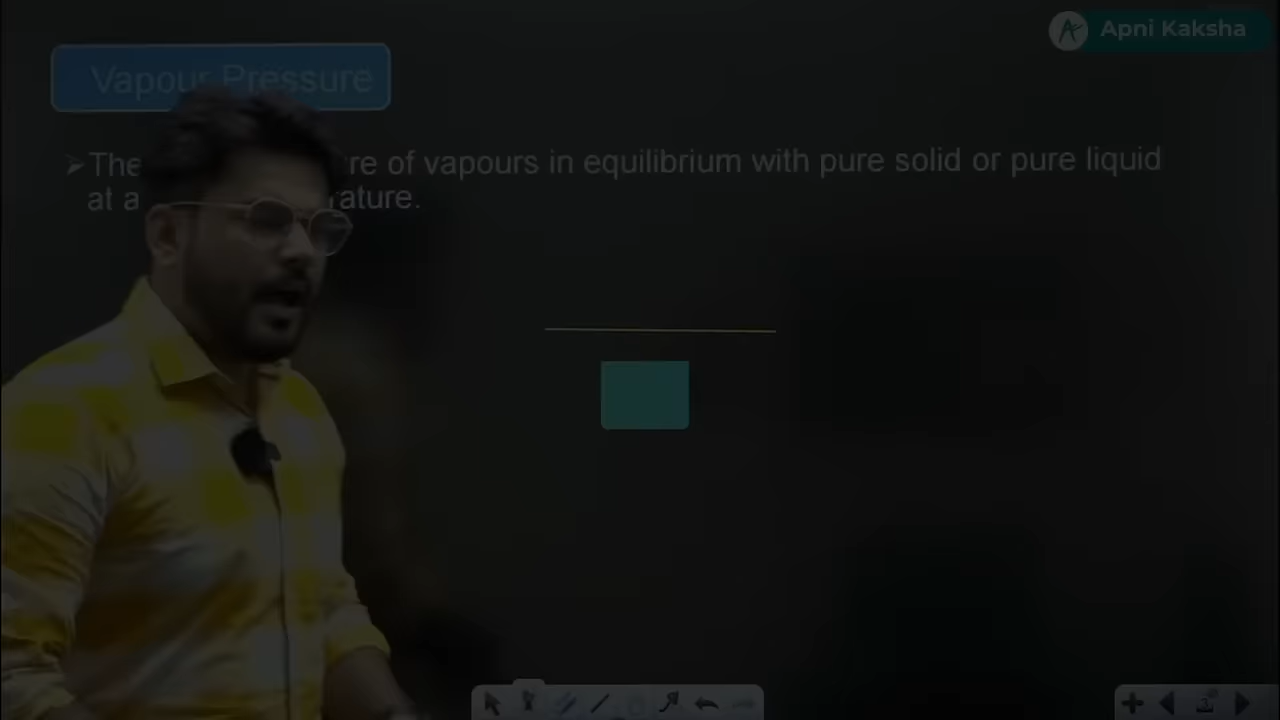 Apni Kaksha
Vapour Pressure
➢The re of vapours in equilibrium with pure solid or pure liquid
at a rature.